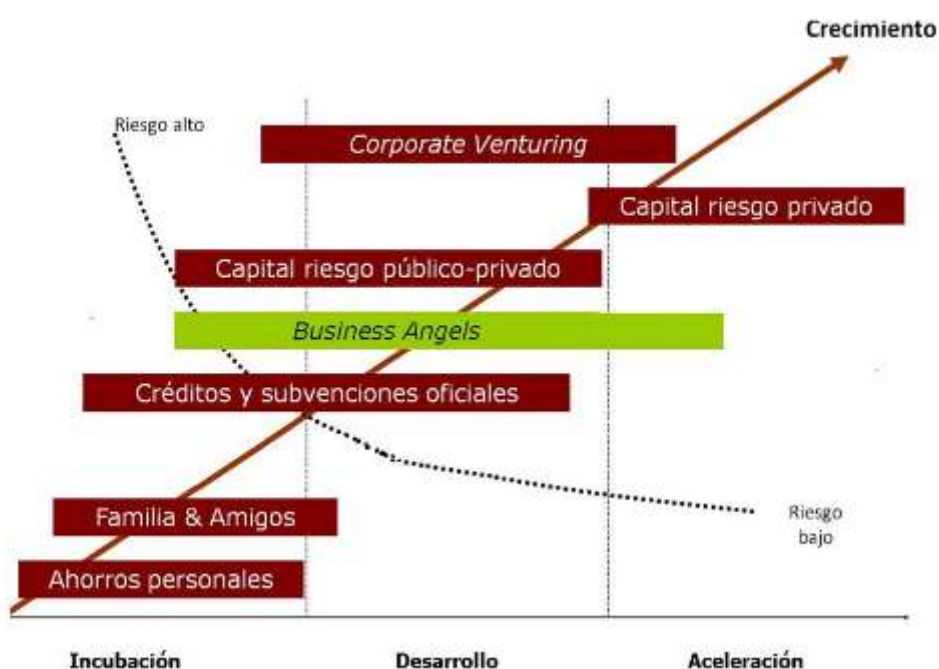 Crecimiento
Riesgo alto
Corporate Venturing
Capital riesgo privado
Capital riesgo público-privado
Business Angels
Créditos y subvenciones oficiales
Familia & Amigos
Riesgo
bajo
Ahorros personales
Incubación
Desarrollo
Aceleración